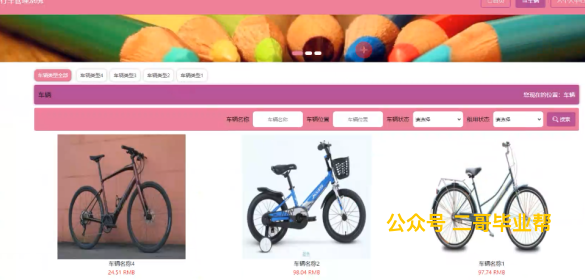 车辆类型全部 车辆类型4 车辆类型3 车辆类型2 车辆类型1
车辆 您现在的位置：车辆
车辆名称 车辆名称 车辆位置 车辆位置 车辆状态 请选择 租用状态 请选择 搜索
公众号 二哥毕业帮
车辆名称4 车辆名称2 车辆名称1
24.51 RMB 98.04 RMB 97.74 RMB